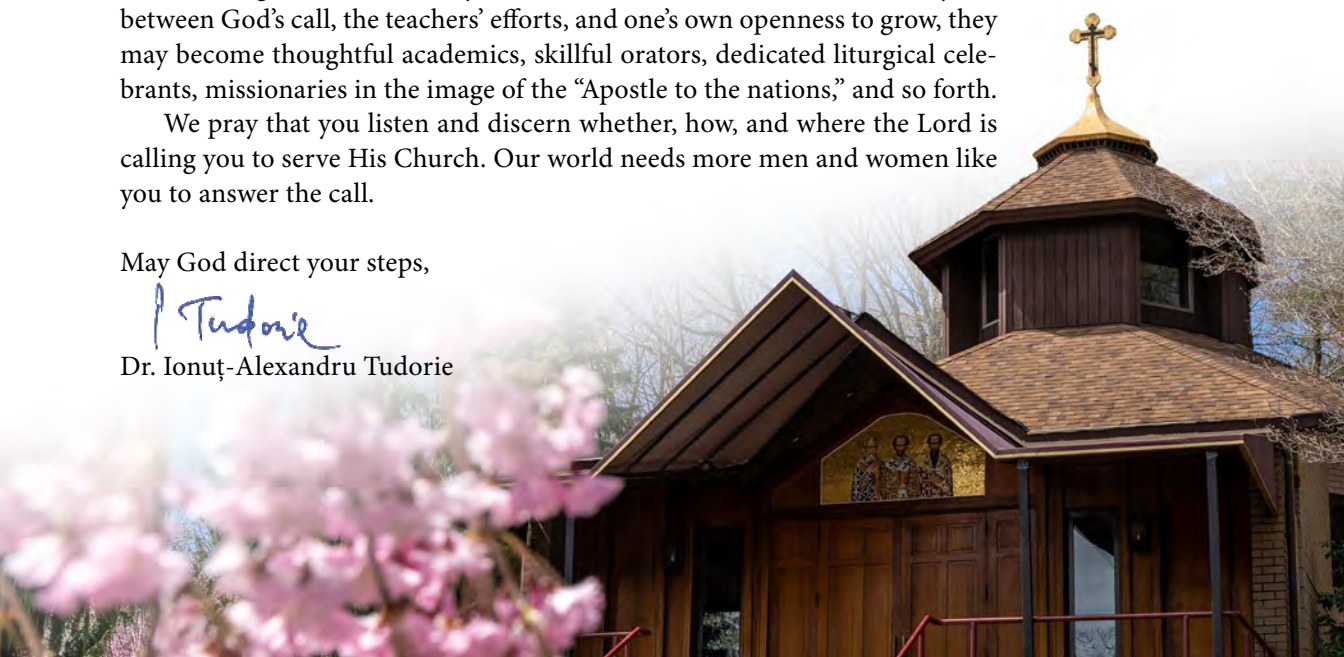 between God’s call, the teachers’ efforts, and one’s own openness to grow, they
may become thoughtful academics, skillful orators, dedicated liturgical cele-
brants, missionaries in the image of the “Apostle to the nations,” and so forth.
We pray that you listen and discern whether, how, and where the Lord is
calling you to serve His Church. Our world needs more men and women like
you to answer the call.
May God direct your steps,
Tudorie
Dr. Ionuț-Alexandru Tudorie